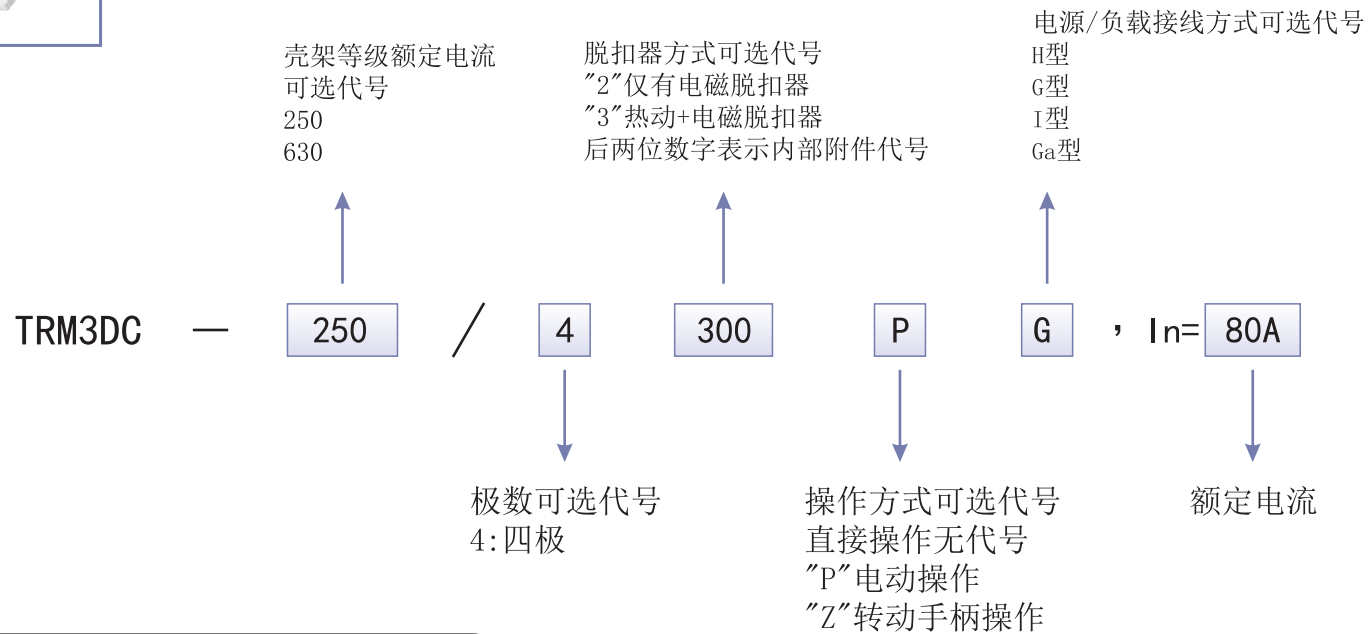 电源/负载接线方式可选代号
H型
G型
I型
Ga型
壳架等级额定电流
可选代号
250
630
脱扣器方式可选代号
"2"仅有电磁脱扣器
"3"热动+电磁脱扣器
后两位数字表示内部附件代号
TRM3DC — 250 / 4 300 P G , In= 80A
极数可选代号
4:四极
操作方式可选代号
直接操作无代号
"P"电动操作
"Z"转动手柄操作
额定电流